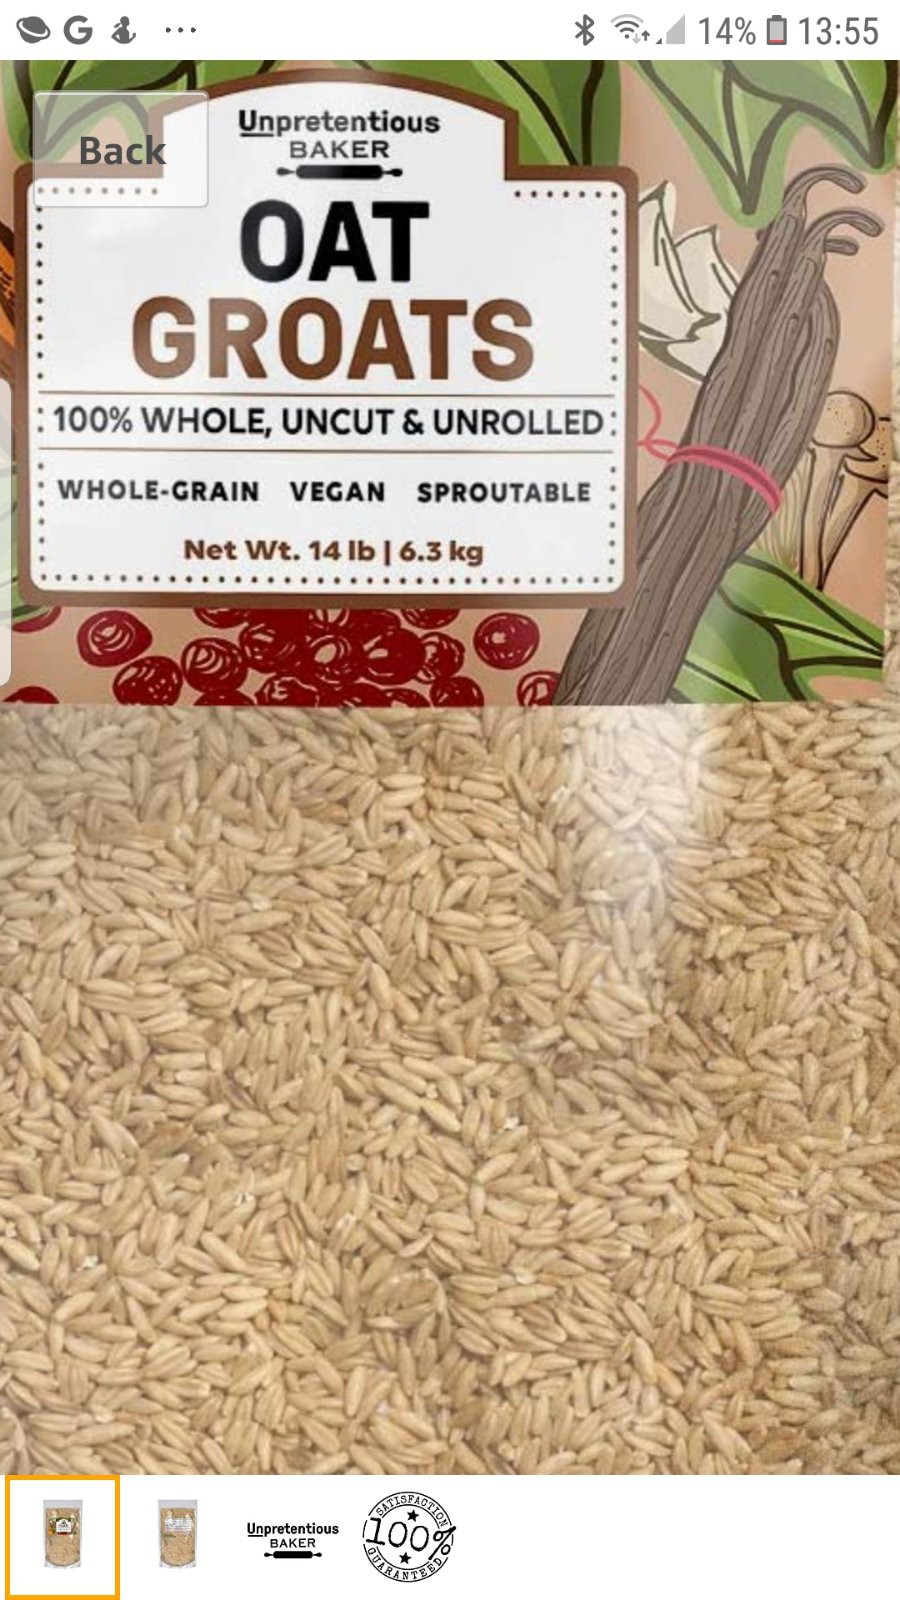 14% 13:55
Back
Unpretentious
BAKER
OAT
GROATS
100% WHOLE, UNCUT & UNROLLED
WHOLE-GRAIN VEGAN SPROUTABLE
Net Wt. 14 lb | 6.3 kg
Unpretentious
BAKER
SATISFACTION
100%
GUARANTEED